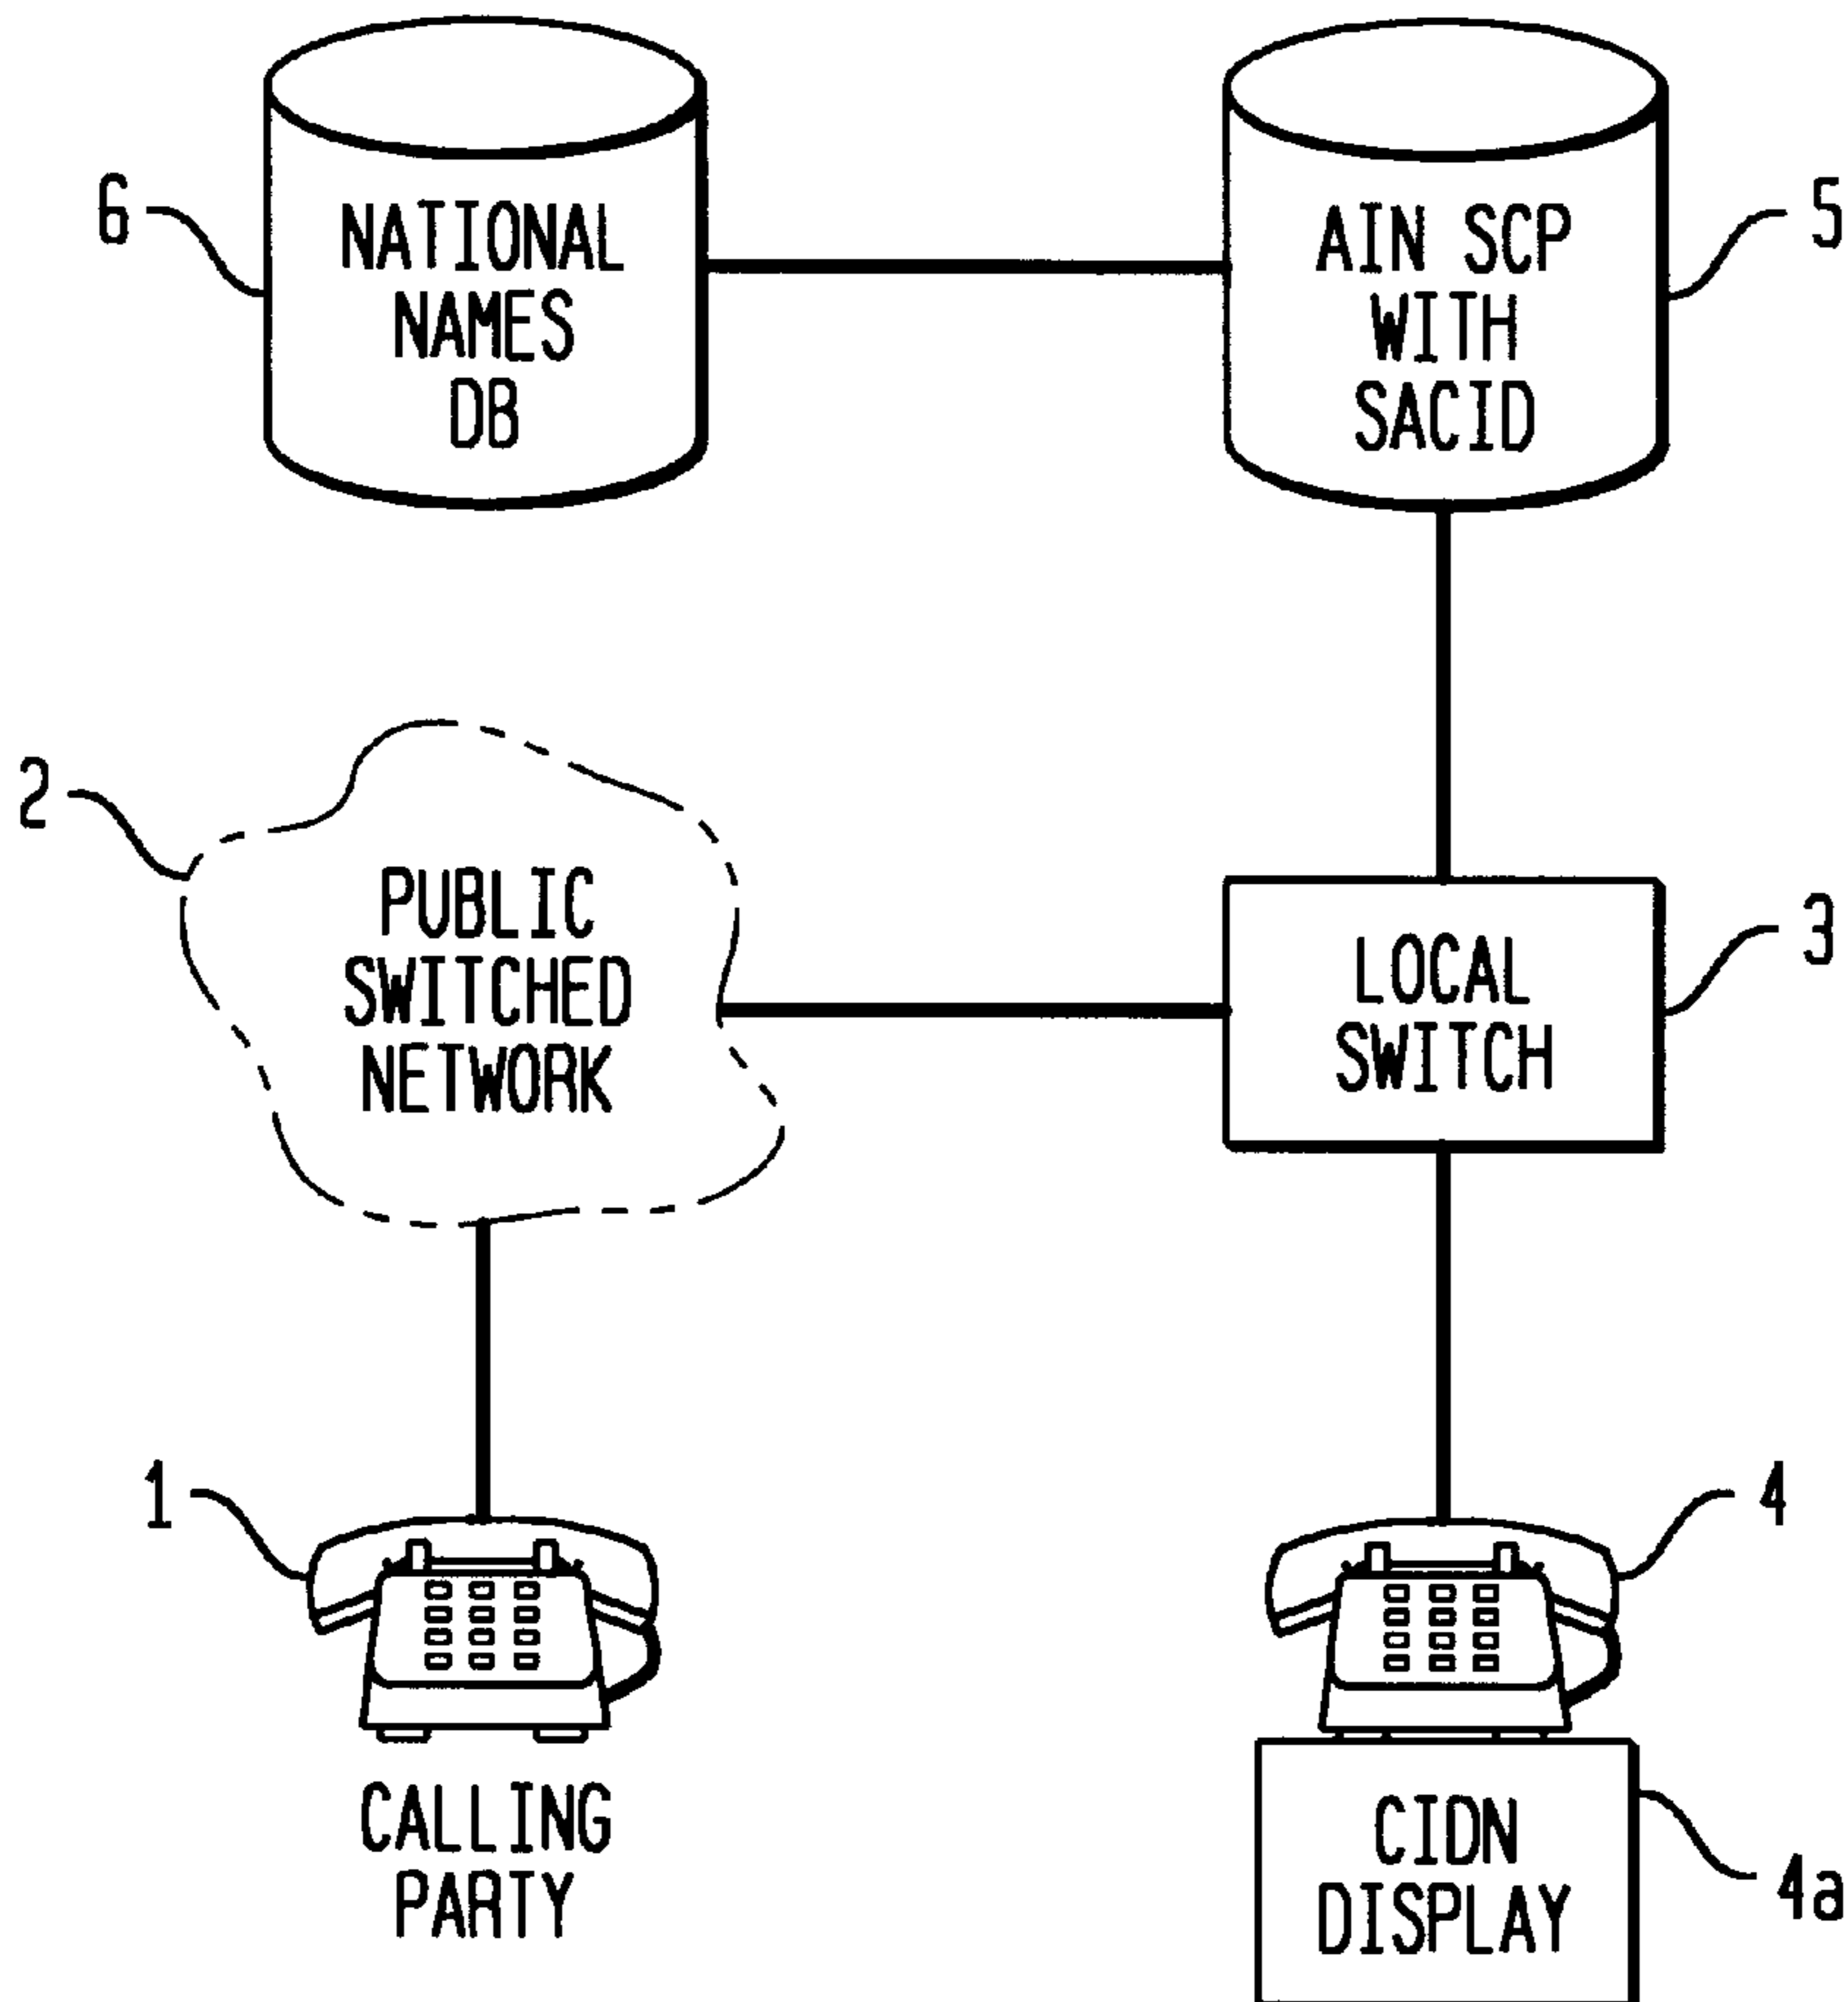 6
NATIONAL
NAMES
DB
AIN SCP
WITH
SACID
5
2
PUBLIC
SWITCHED
NETWORK
LOCAL
SWITCH
3
1
4
CALLING
PARTY
CIDN
DISPLAY
4a